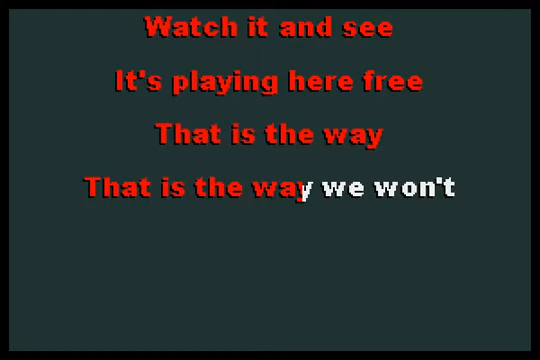 Watch it and see
It's playing here free
That is the way
That is the way we won't